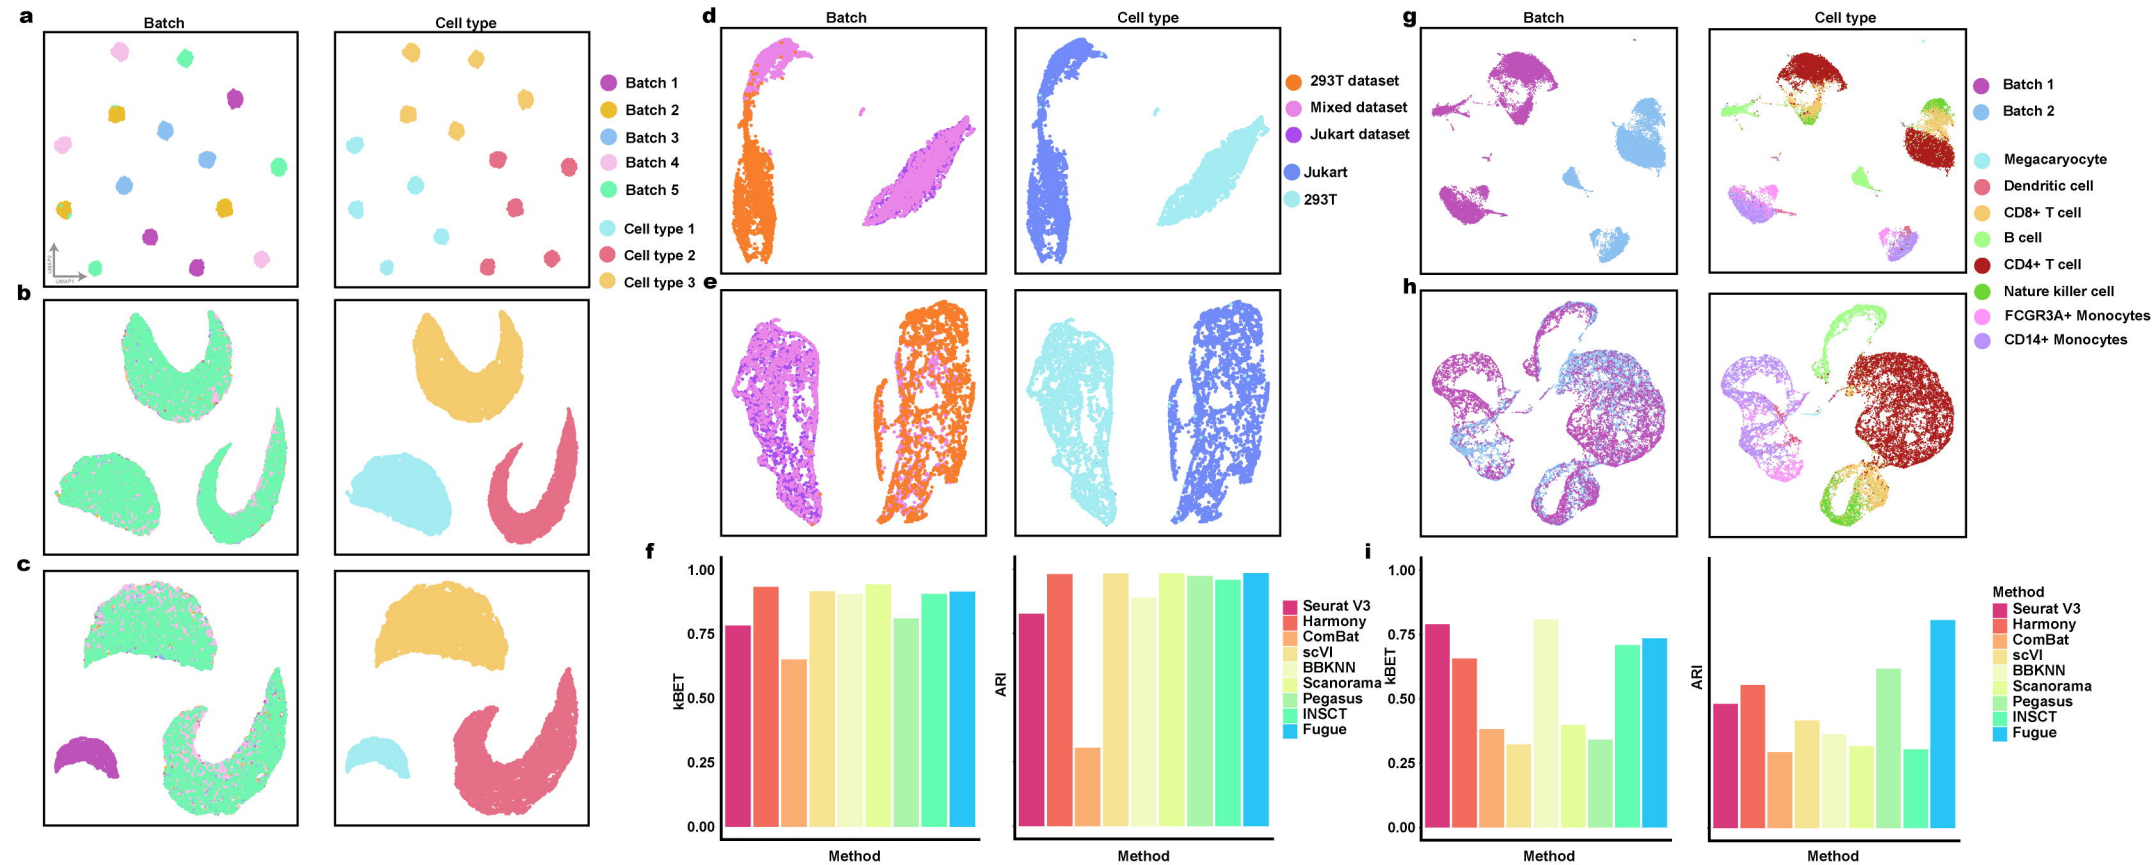 a
Batch
Cell type
Batch 1
Batch 2
Batch 3
Batch 4
Batch 5
Cell type 1
Cell type 2
Cell type 3
UMAP2
UMAP1
b
c
d
Batch
Cell type
293T dataset
Mixed dataset
Jukart dataset
Jukart
293T
e
f
1.00
0.75
0.50
0.25
0.00
kBET
Method
ARI
Method
Seurat V3
Harmony
ComBat
scVI
BBKNN
Scanorama
Pegasus
INSCT
Fugue
g
Batch
Cell type
Batch 1
Batch 2
Megacaryocyte
Dendritic cell
CD8+ T cell
B cell
CD4+ T cell
Nature killer cell
FCGR3A+ Monocytes
CD14+ Monocytes
h
i
1.00
0.75
0.50
0.25
0.00
kBET
Method
ARI
Method
Method
Seurat V3
Harmony
ComBat
scVI
BBKNN
Scanorama
Pegasus
INSCT
Fugue